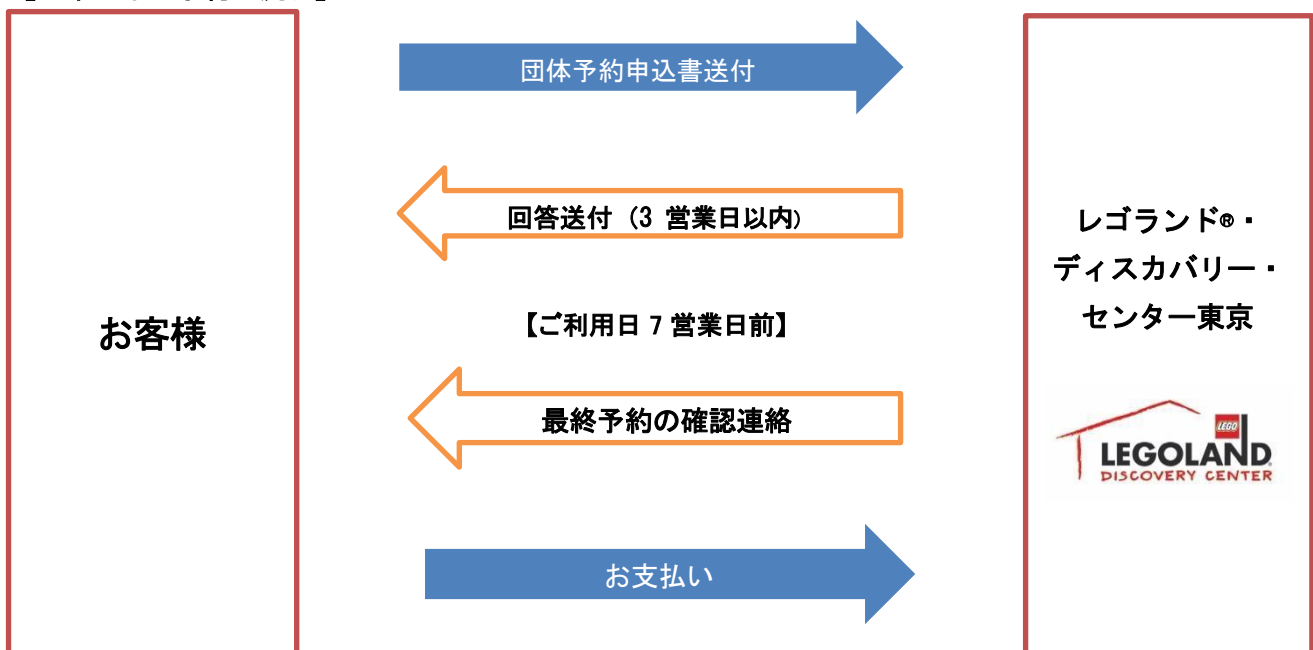 団体予約申込書送付
回答送付（3 営業日以内）
【ご利用日 7 営業日前】
最終予約の確認連絡
お支払い
お客様
レゴランド®・
ディスカバリー・
センター東京
LEGO
LEGOLAND
DISCOVERY CENTER